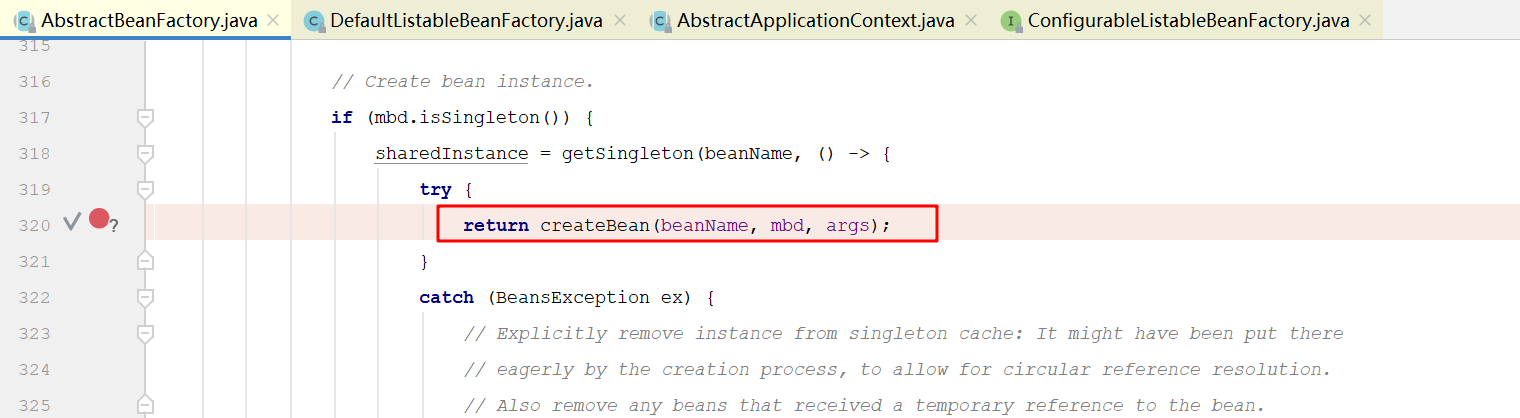 AbstractBeanFactory.java DefaultListableBeanFactory.java AbstractApplicationContext.java ConfigurableListableBeanFactory.java
315
316 // Create bean instance.
317 if (mbd.isSingleton()) {
318 sharedInstance = getSingleton(beanName, () -> {
319 try {
320 ? return createBean(beanName, mbd, args);
321 }
322 catch (BeansException ex) {
323 // Explicitly remove instance from singleton cache: It might have been put there
324 // eagerly by the creation process, to allow for circular reference resolution.
325 // Also remove any beans that received a temporary reference to the bean.